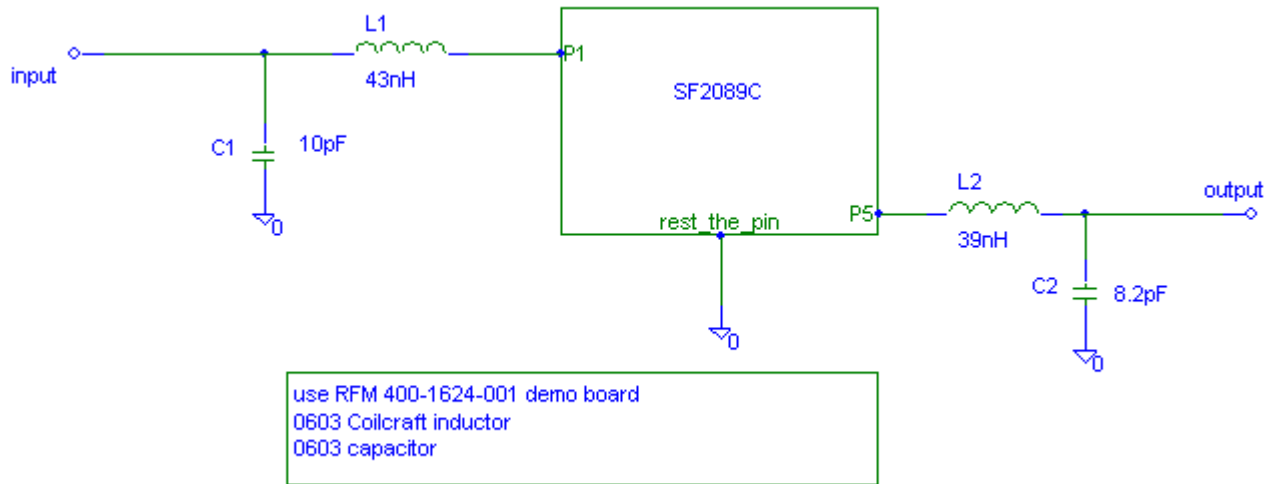 L1
input
43nH
P1
SF2089C
C1
10pF
0
rest_the_pin
P5
L2
39nH
output
C2
8.2pF
0
0
use RFM 400-1624-001 demo board
0603 Coilcraft inductor
0603 capacitor